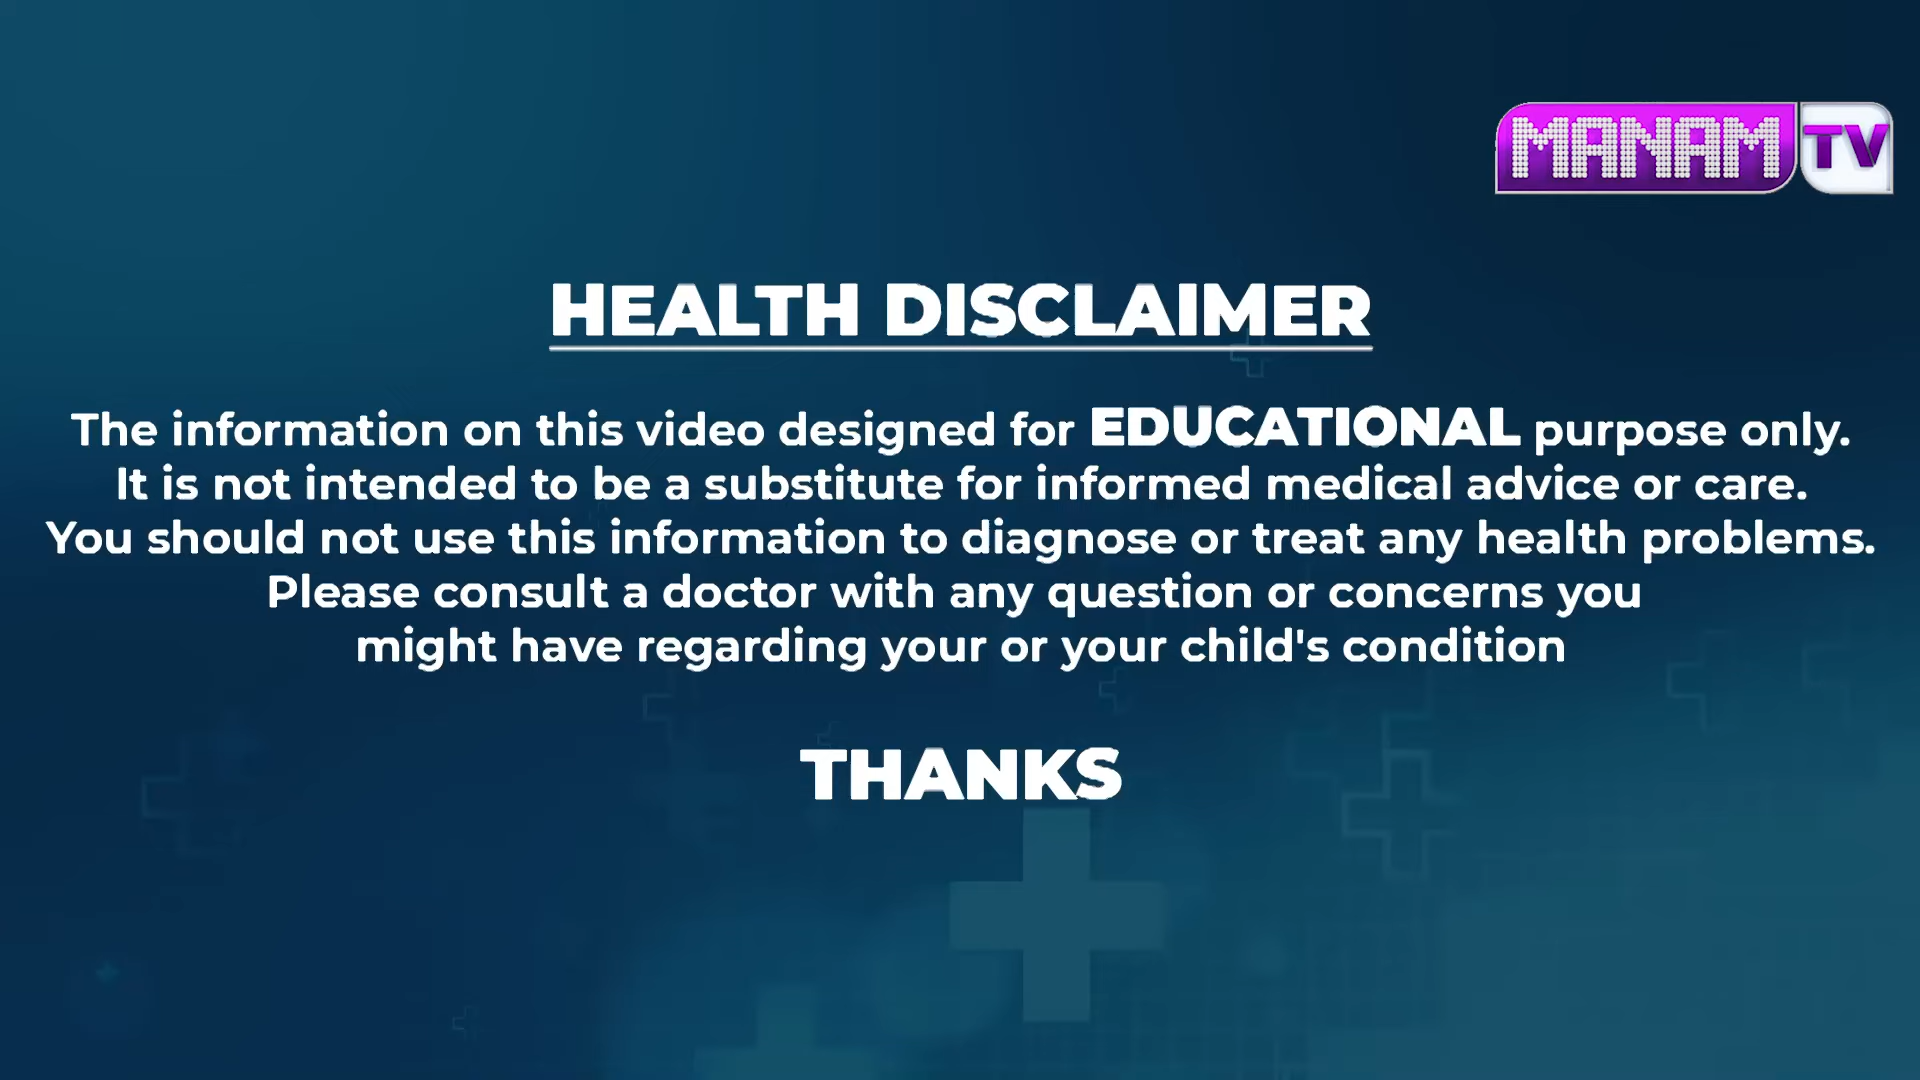 MANAM TV
HEALTH DISCLAIMER
The information on this video designed for EDUCATIONAL purpose only.
It is not intended to be a substitute for informed medical advice or care.
You should not use this information to diagnose or treat any health problems.
Please consult a doctor with any question or concerns you
might have regarding your or your child's condition
THANKS